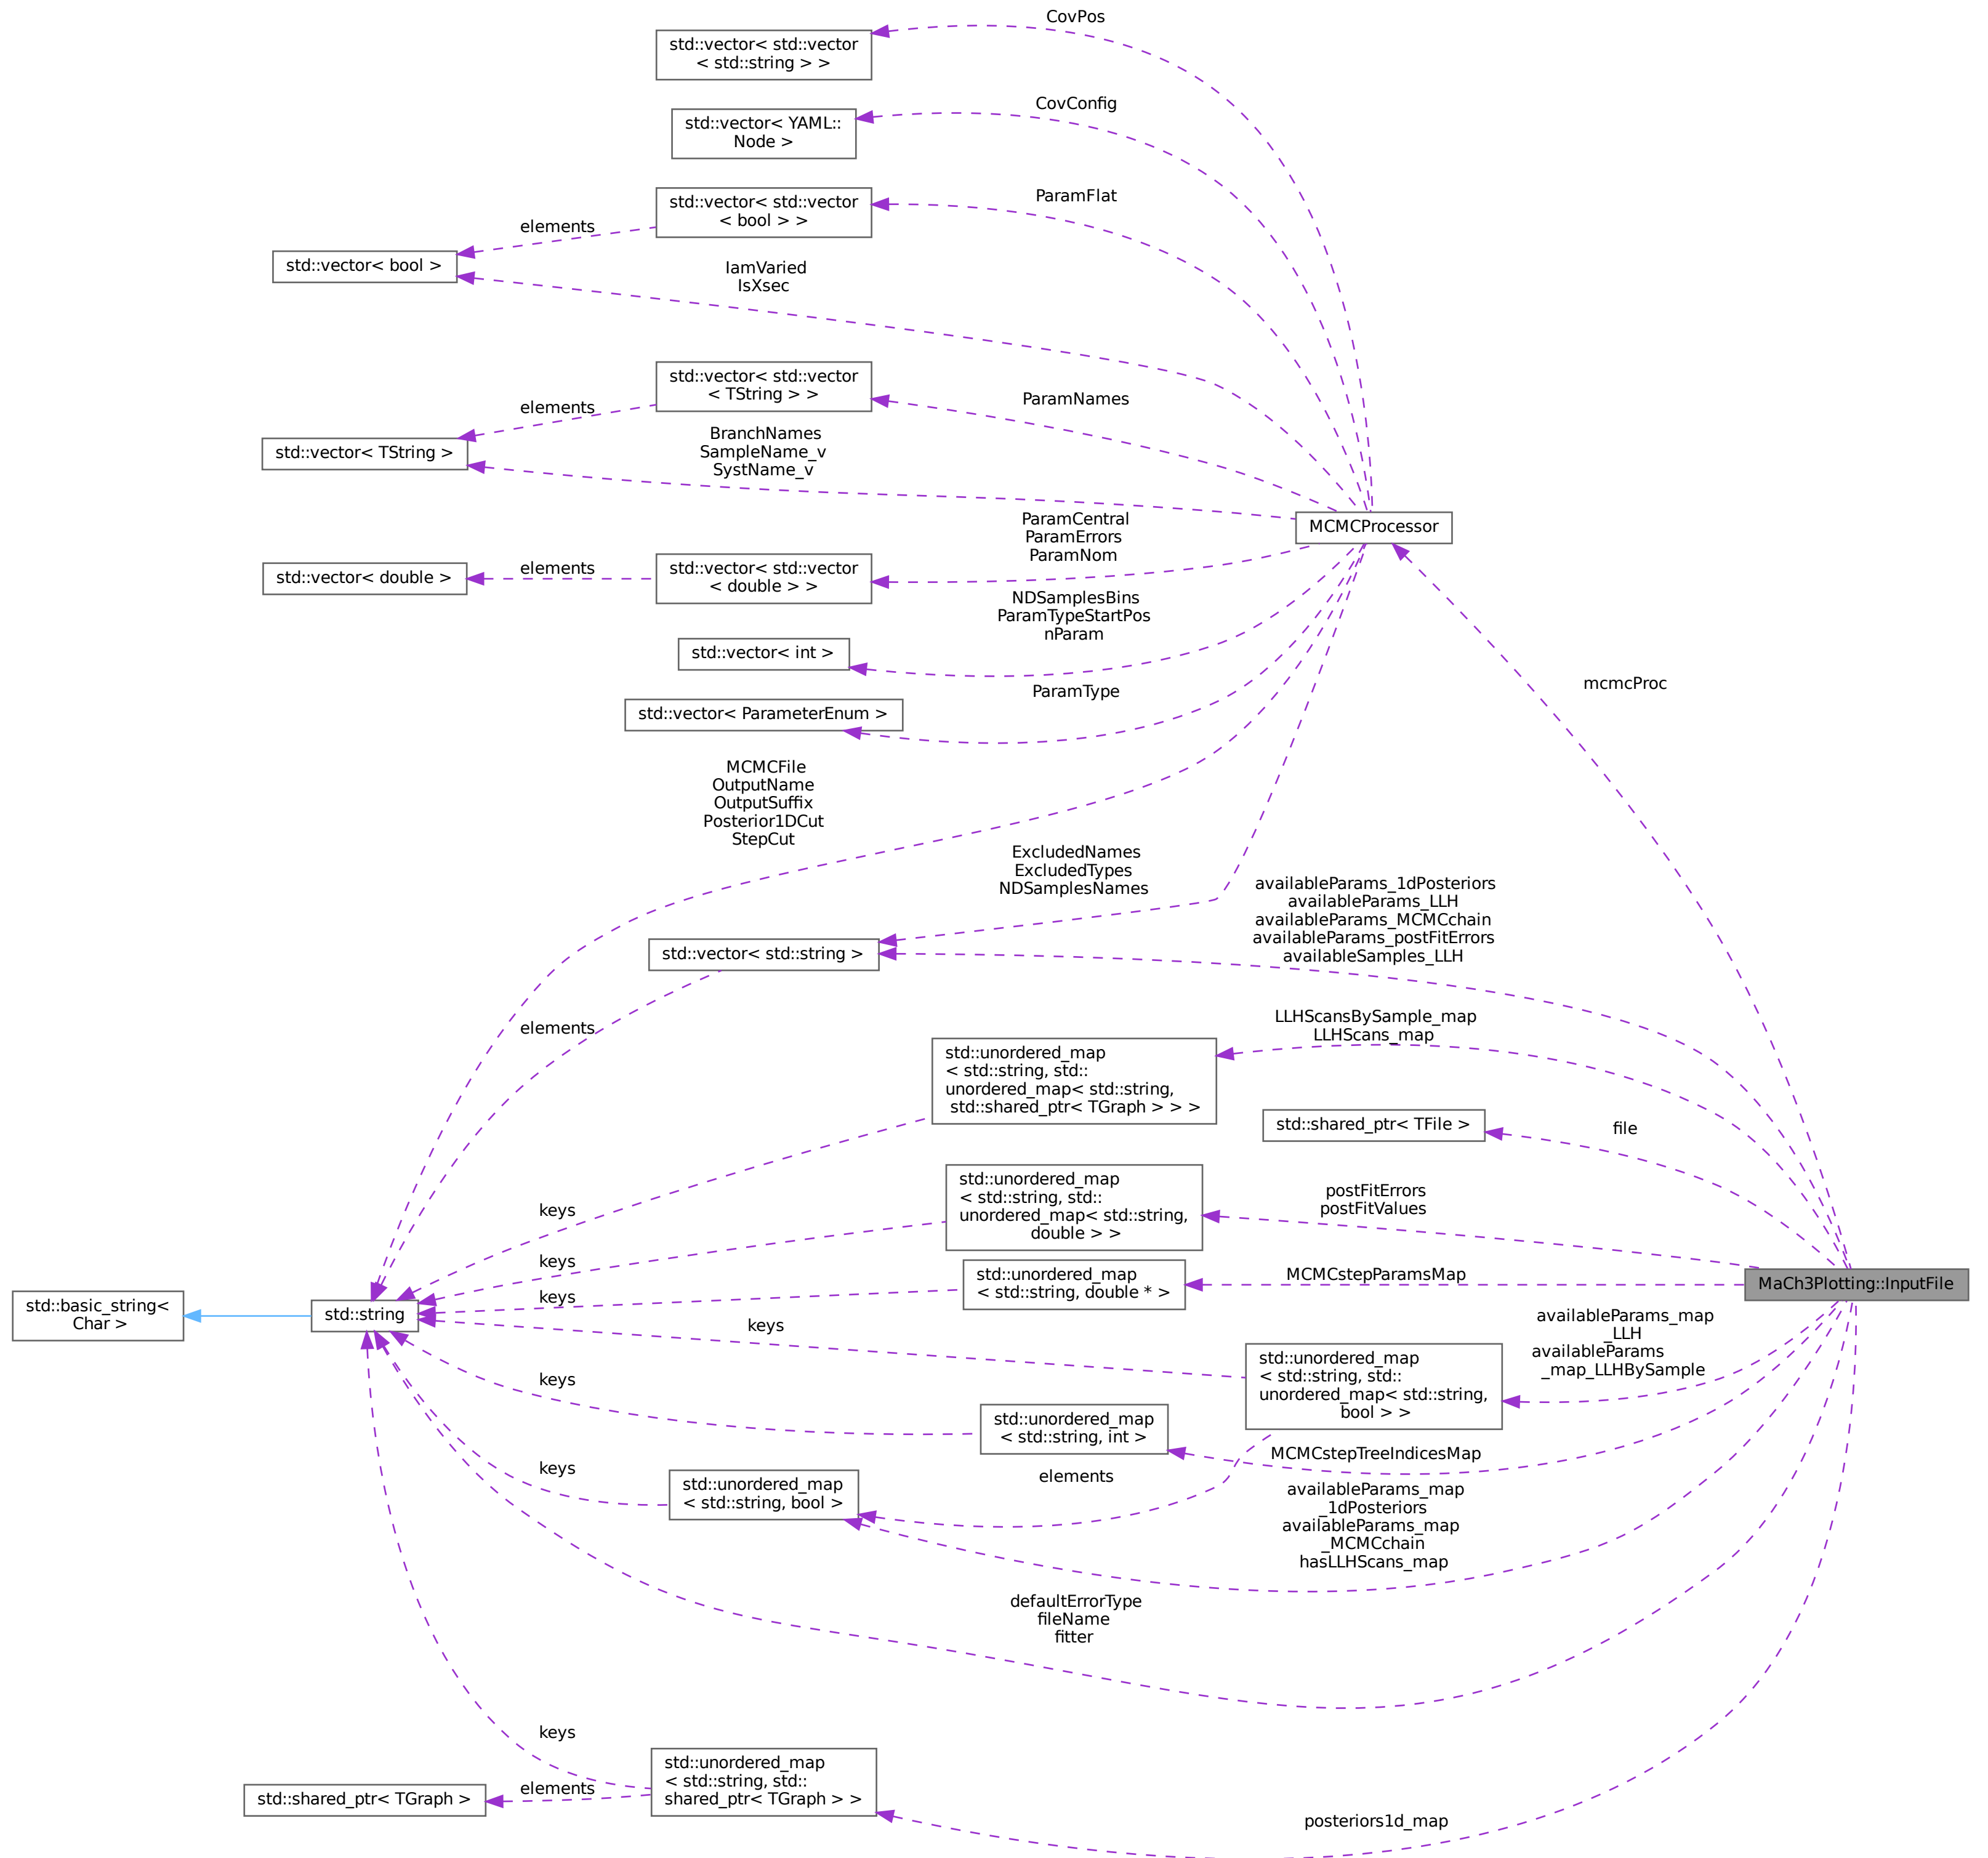 CovPos
std::vector< std::vector
< std::string > >
CovConfig
std::vector< YAML::
Node >
ParamFlat
std::vector< std::vector
< bool > >
elements
std::vector< bool >
IamVaried
IsXsec
std::vector< std::vector
< TString > >
ParamNames
elements
BranchNames
SampleName_v
SystName_v
std::vector< TString >
MCMCProcessor
ParamCentral
ParamErrors
ParamNom
std::vector< double >
elements
std::vector< std::vector
< double > >
NDSamplesBins
ParamTypeStartPos
nParam
std::vector< int >
mcmcProc
ParamType
std::vector< ParameterEnum >
MCMCFile
OutputName
OutputSuffix
Posterior1DCut
StepCut
ExcludedNames
ExcludedTypes
NDSamplesNames
availableParams_1dPosteriors
availableParams_LLH
availableParams_MCMCchain
availableParams_postFitErrors
availableSamples_LLH
std::vector< std::string >
elements
LLHScansBySample_map
LLHScans_map
std::unordered_map
< std::string, std::
unordered_map< std::string,
std::shared_ptr< TGraph > > >
std::shared_ptr< TFile >
file
keys
std::unordered_map
< std::string, std::
unordered_map< std::string,
double > >
postFitErrors
postFitValues
keys
std::unordered_map
< std::string, double * >
MCMCstepParamsMap
MaCh3Plotting::InputFile
keys
std::basic_string<
Char >
std::string
keys
availableParams_map
_LLH
availableParams
_map_LLHBySample
std::unordered_map
< std::string, std::
unordered_map< std::string,
bool > >
keys
std::unordered_map
< std::string, int >
MCMCstepTreeIndicesMap
keys
elements
std::unordered_map
< std::string, bool >
availableParams_map
_1dPosteriors
availableParams_map
_MCMCchain
hasLLHScans_map
defaultErrorType
fileName
fitter
keys
std::unordered_map
< std::string, std::
shared_ptr< TGraph > >
elements
std::shared_ptr< TGraph >
posteriors1d_map